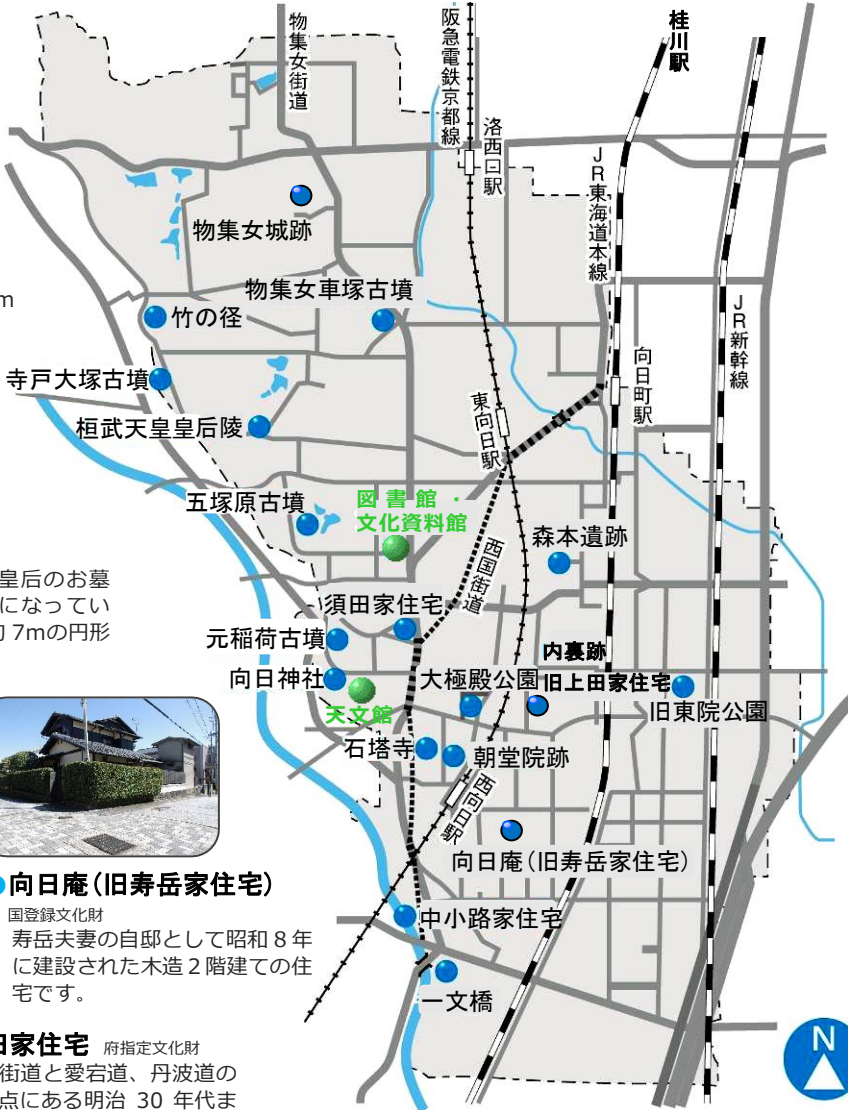 物集女街道
阪急電鉄京都線
桂川駅
洛西口駅
JR東海道本線
物集女城跡
物集女車塚古墳
m
竹の径
JR新幹線
向日町駅
寺戸大塚古墳
東向日駅
桓武天皇皇后陵
五塚原古墳
図書館・
文化資料館
森本遺跡
西国街道
皇后のお墓
になってい
7mの円形
須田家住宅
元稲荷古墳
内裏跡
向日神社
大極殿公園
旧上田家住宅
天文館
旧東院公園
石塔寺
朝堂院跡
西向日駅
向日庵(旧寿岳家住宅)
向日庵(旧寿岳家住宅)
国登録文化財
寿岳夫妻の自邸として昭和8年
に建設された木造2階建ての住
宅です。
中小路家住宅
一文橋
家住宅 府指定文化財
街道と愛宕道、丹波道の
点にある明治 30 年代ま
N